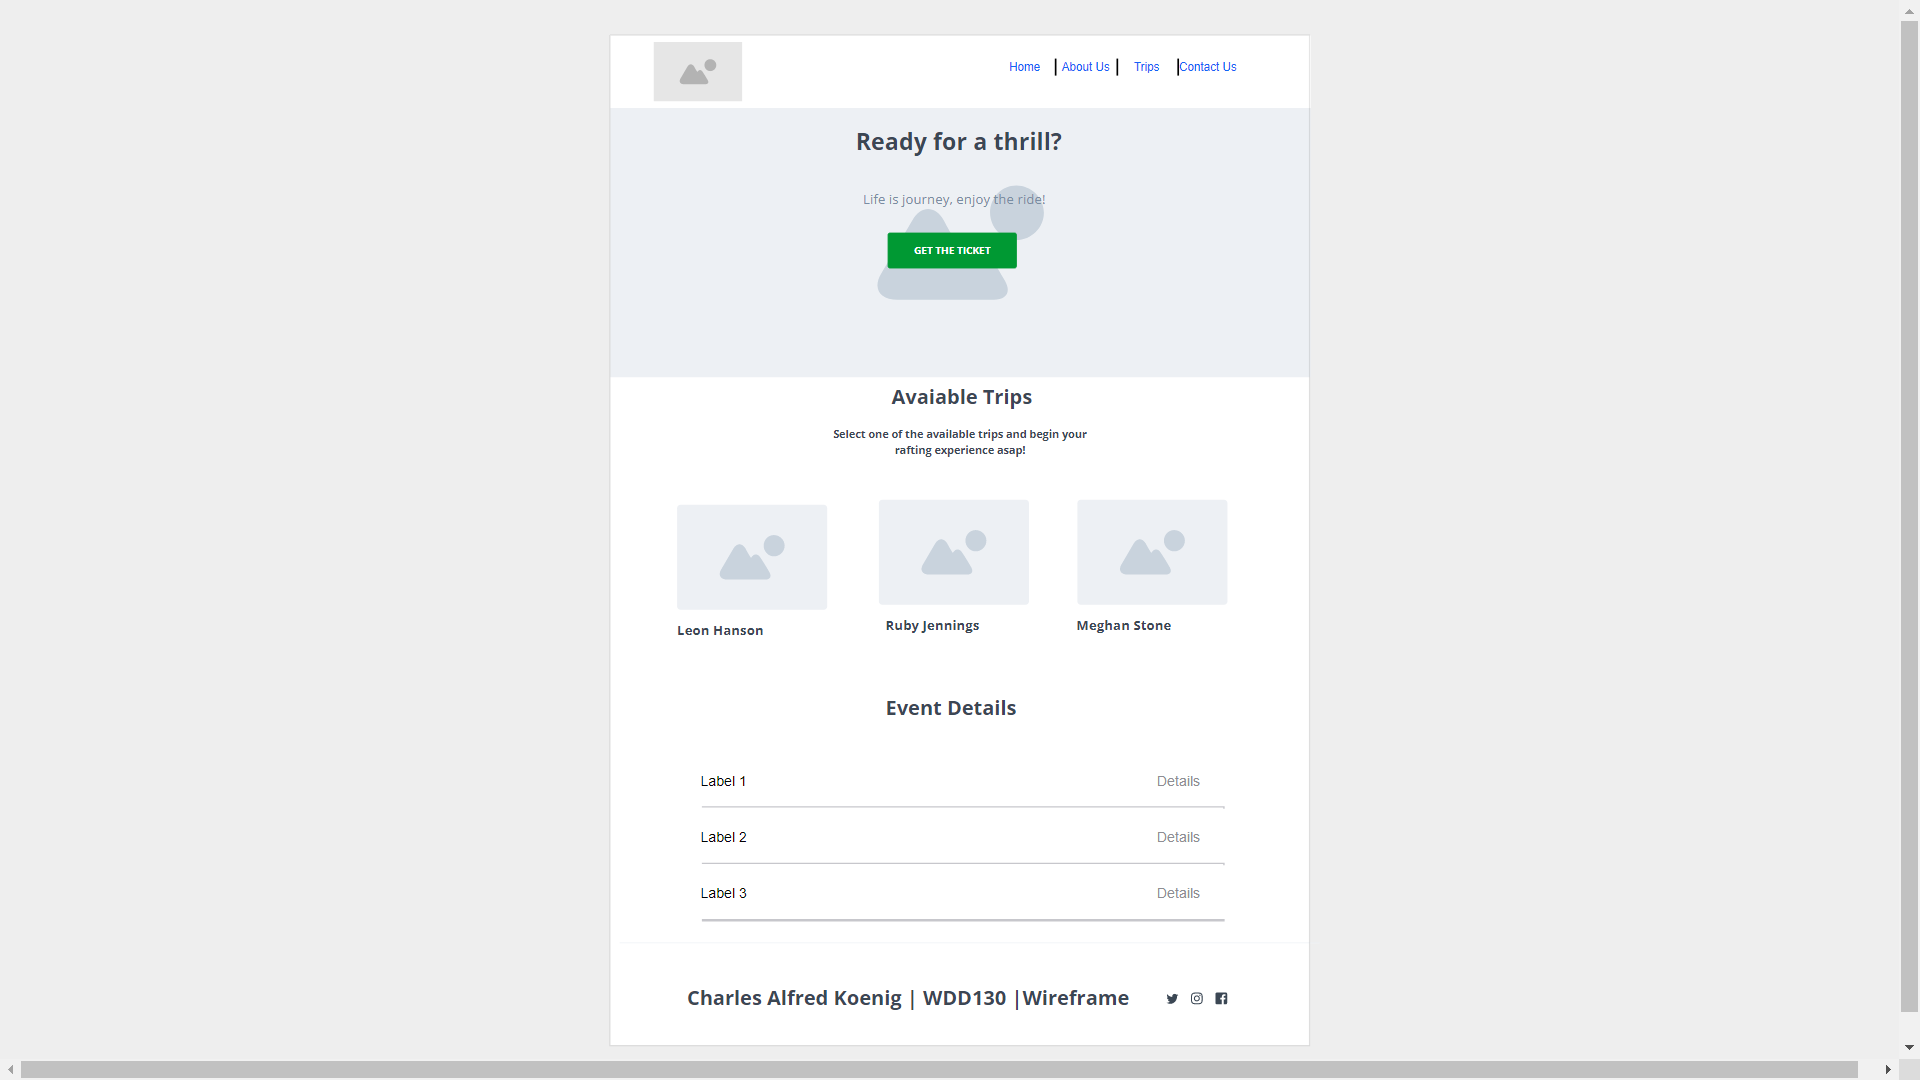 Home | About Us | Trips | Contact Us
Ready for a thrill?
Life is journey, enjoy the ride!
GET THE TICKET
Avaiable Trips
Select one of the available trips and begin your
rafting experience asap!
Leon Hanson
Ruby Jennings
Meghan Stone
Event Details
Label 1 Details
Label 2 Details
Label 3 Details
Charles Alfred Koenig | WDD130 |Wireframe